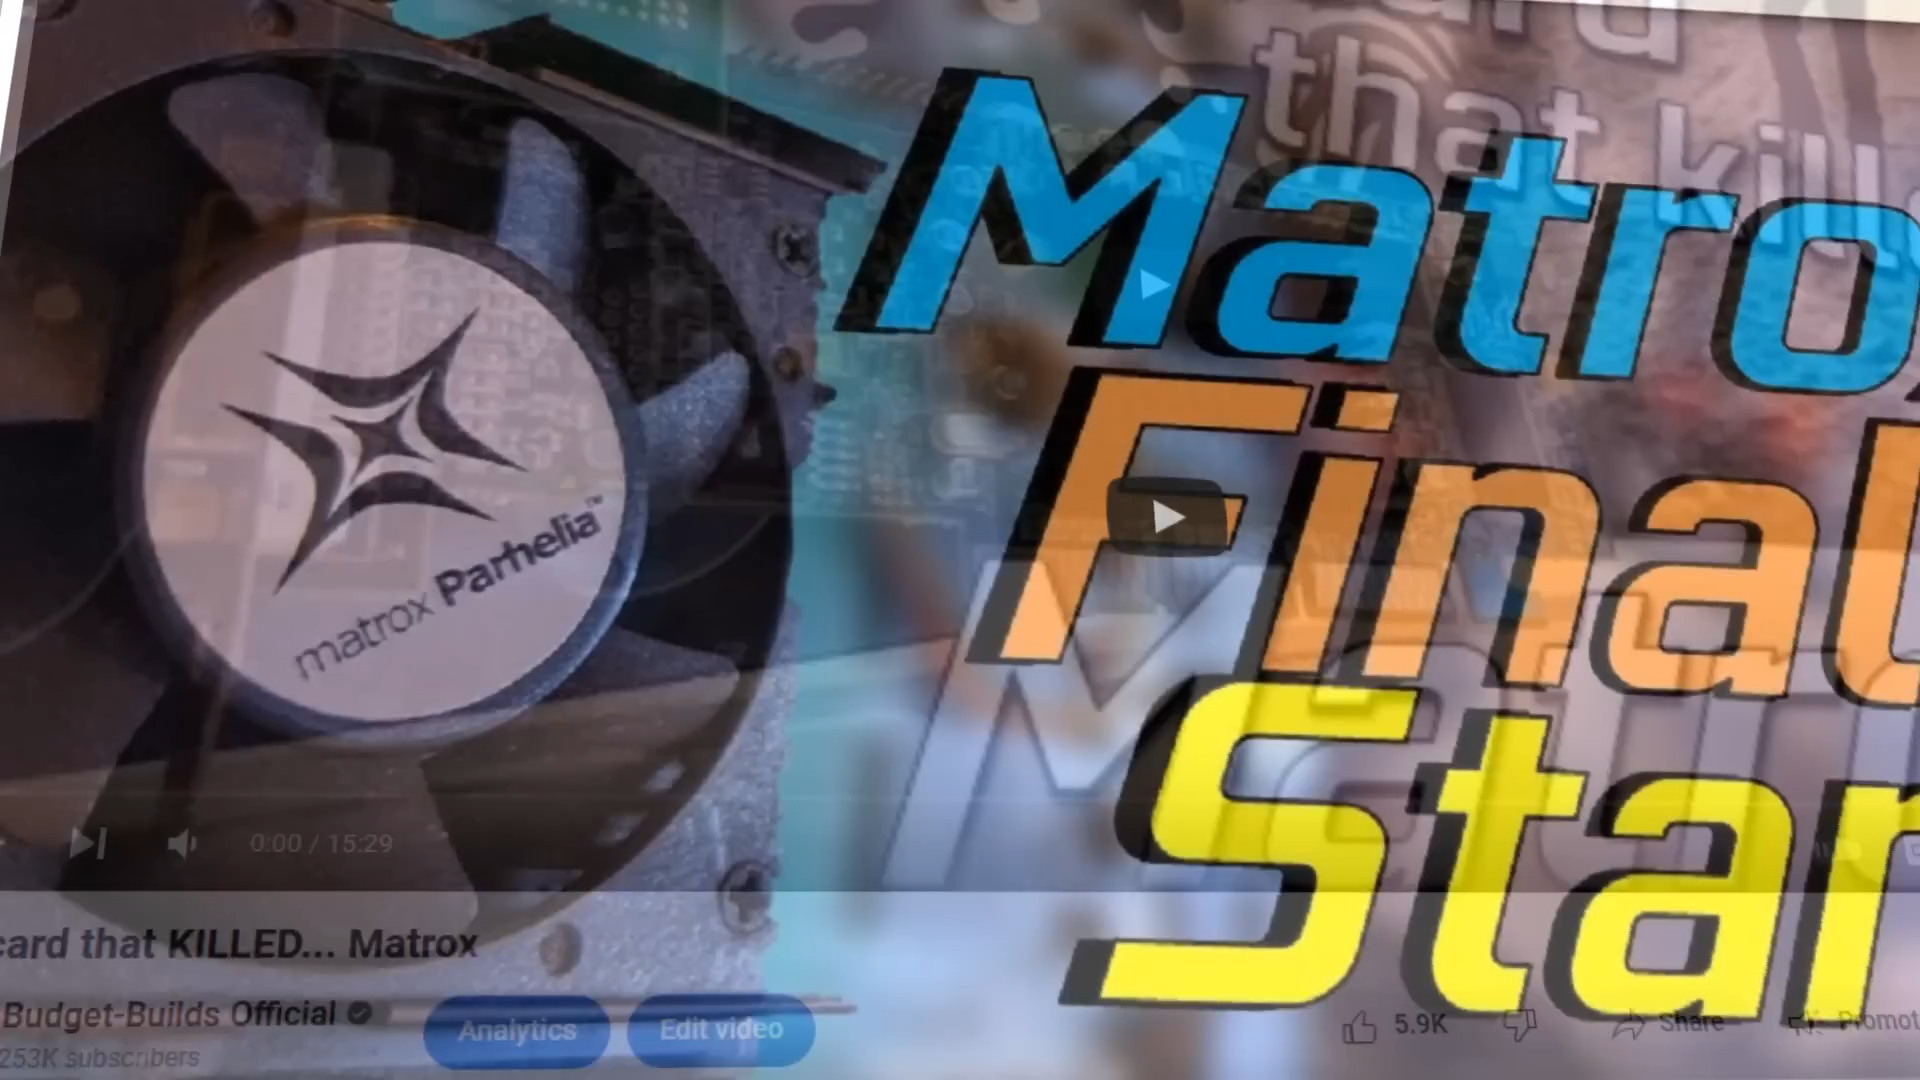 that kill
Matro
Final
Star
matrox Parhelia™
0:00 / 15:29
card that KILLED... Matrox
Budget-Builds Official
Analytics
Edit video
5.9K
Share
Promot
253K subscribers